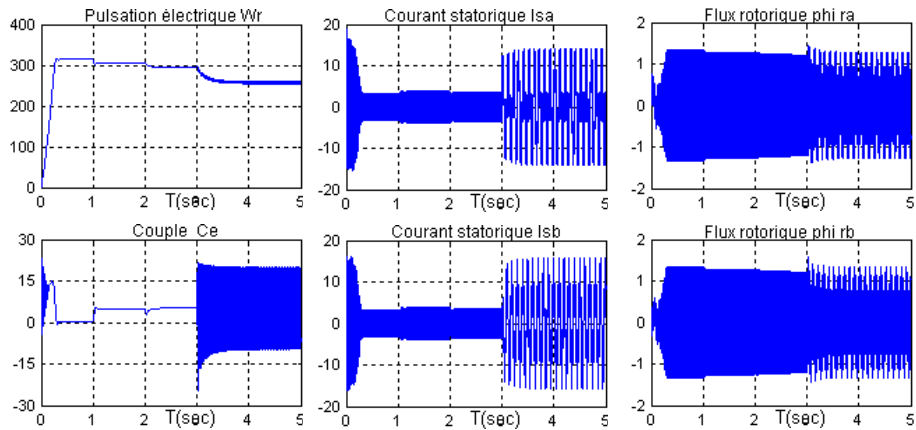 Pulsation électrique Wr
400
300
200
100
0
0 1 2 3 4 5
T(sec)
Courant statorique Isa
20
10
0
-10
-20
0 1 2 3 4 5
T(sec)
Flux rotorique phi ra
2
1
0
-1
-2
0 1 2 3 4 5
T(sec)
Couple Ce
30
15
0
-15
-30
0 1 2 3 4 5
T(sec)
Courant statorique Isb
20
10
0
-10
-20
0 1 2 3 4 5
T(sec)
Flux rotorique phi rb
2
1
0
-1
-2
0 1 2 3 4 5
T(sec)